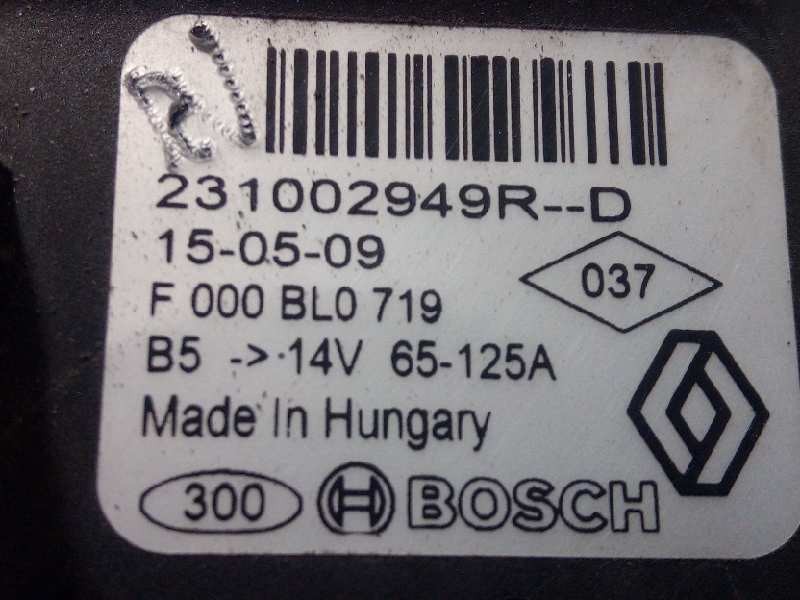 231002949R--D
15-05-09
037
F 000 BL0 719
B5 ->·14V 65-125A
Made In Hungary
300 BOSCH